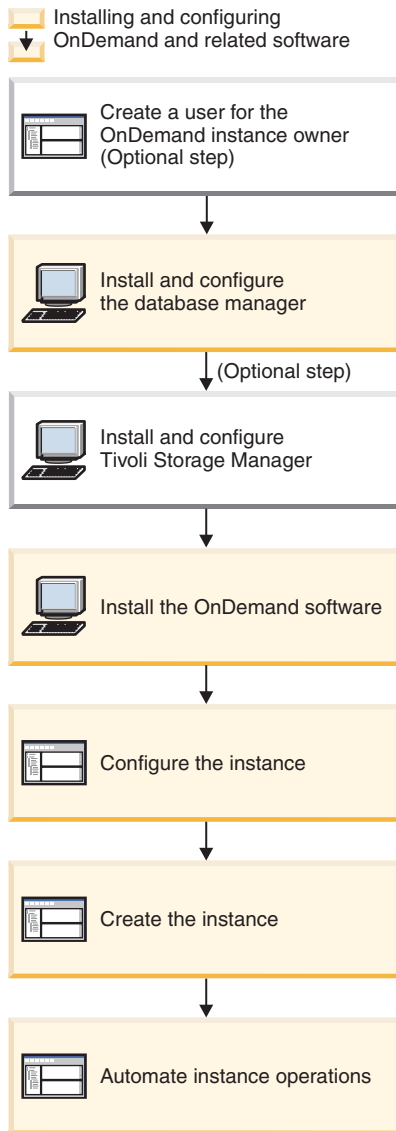 Installing and configuring
OnDemand and related software
Create a user for the
OnDemand instance owner
(Optional step)
Install and configure
the database manager
(Optional step)
Install and configure
Tivoli Storage Manager
Install the OnDemand software
Configure the instance
Create the instance
Automate instance operations